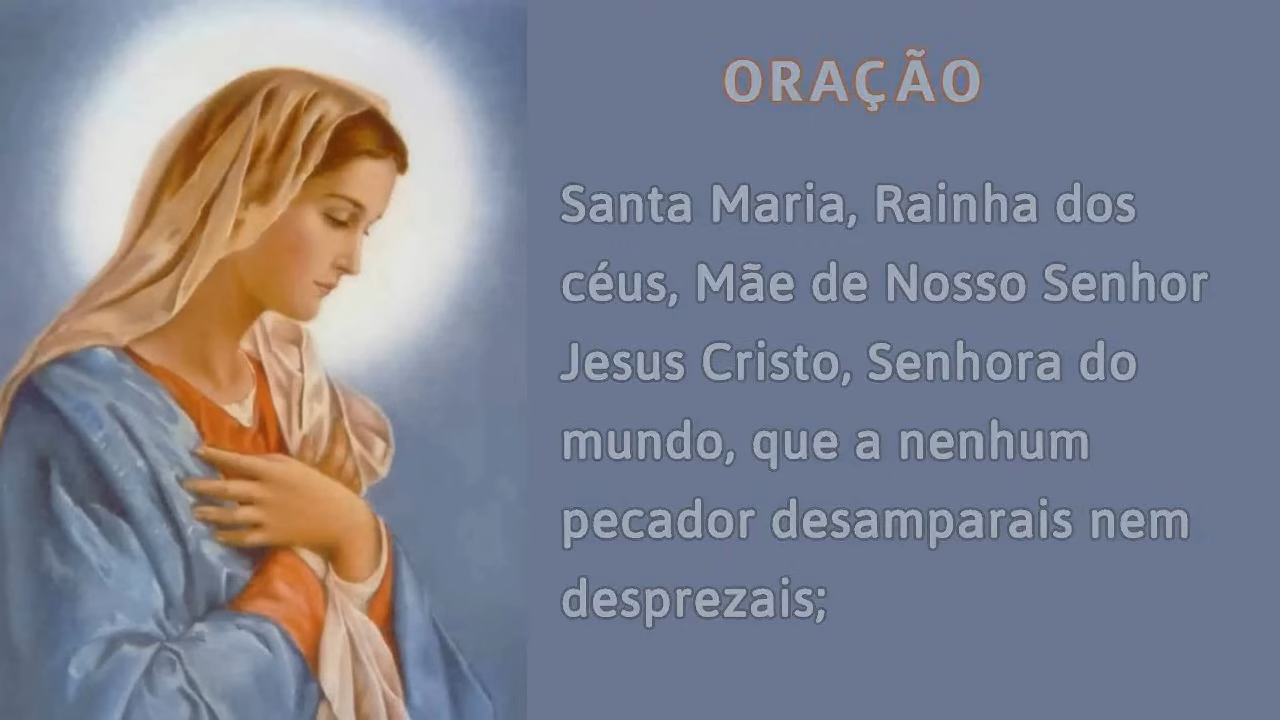 ORAÇÃO
Santa Maria, Rainha dos
céus, Mãe de Nosso Senhor
Jesus Cristo, Senhora do
mundo, que a nenhum
pecador desamparais nem
desprezais;